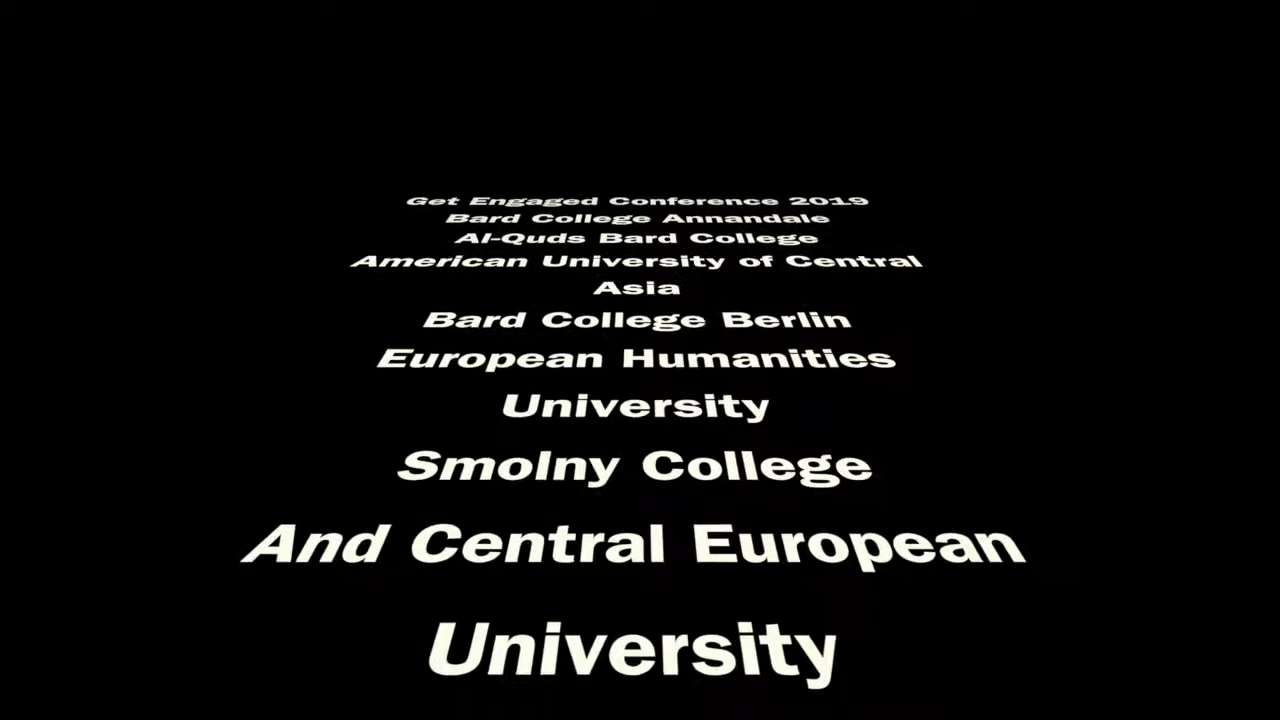 Get Engaged Conference 2019
Bard College Annandale
Al-Quds Bard College
American University of Central
Asia
Bard College Berlin
European Humanities
University
Smolny College
And Central European
University